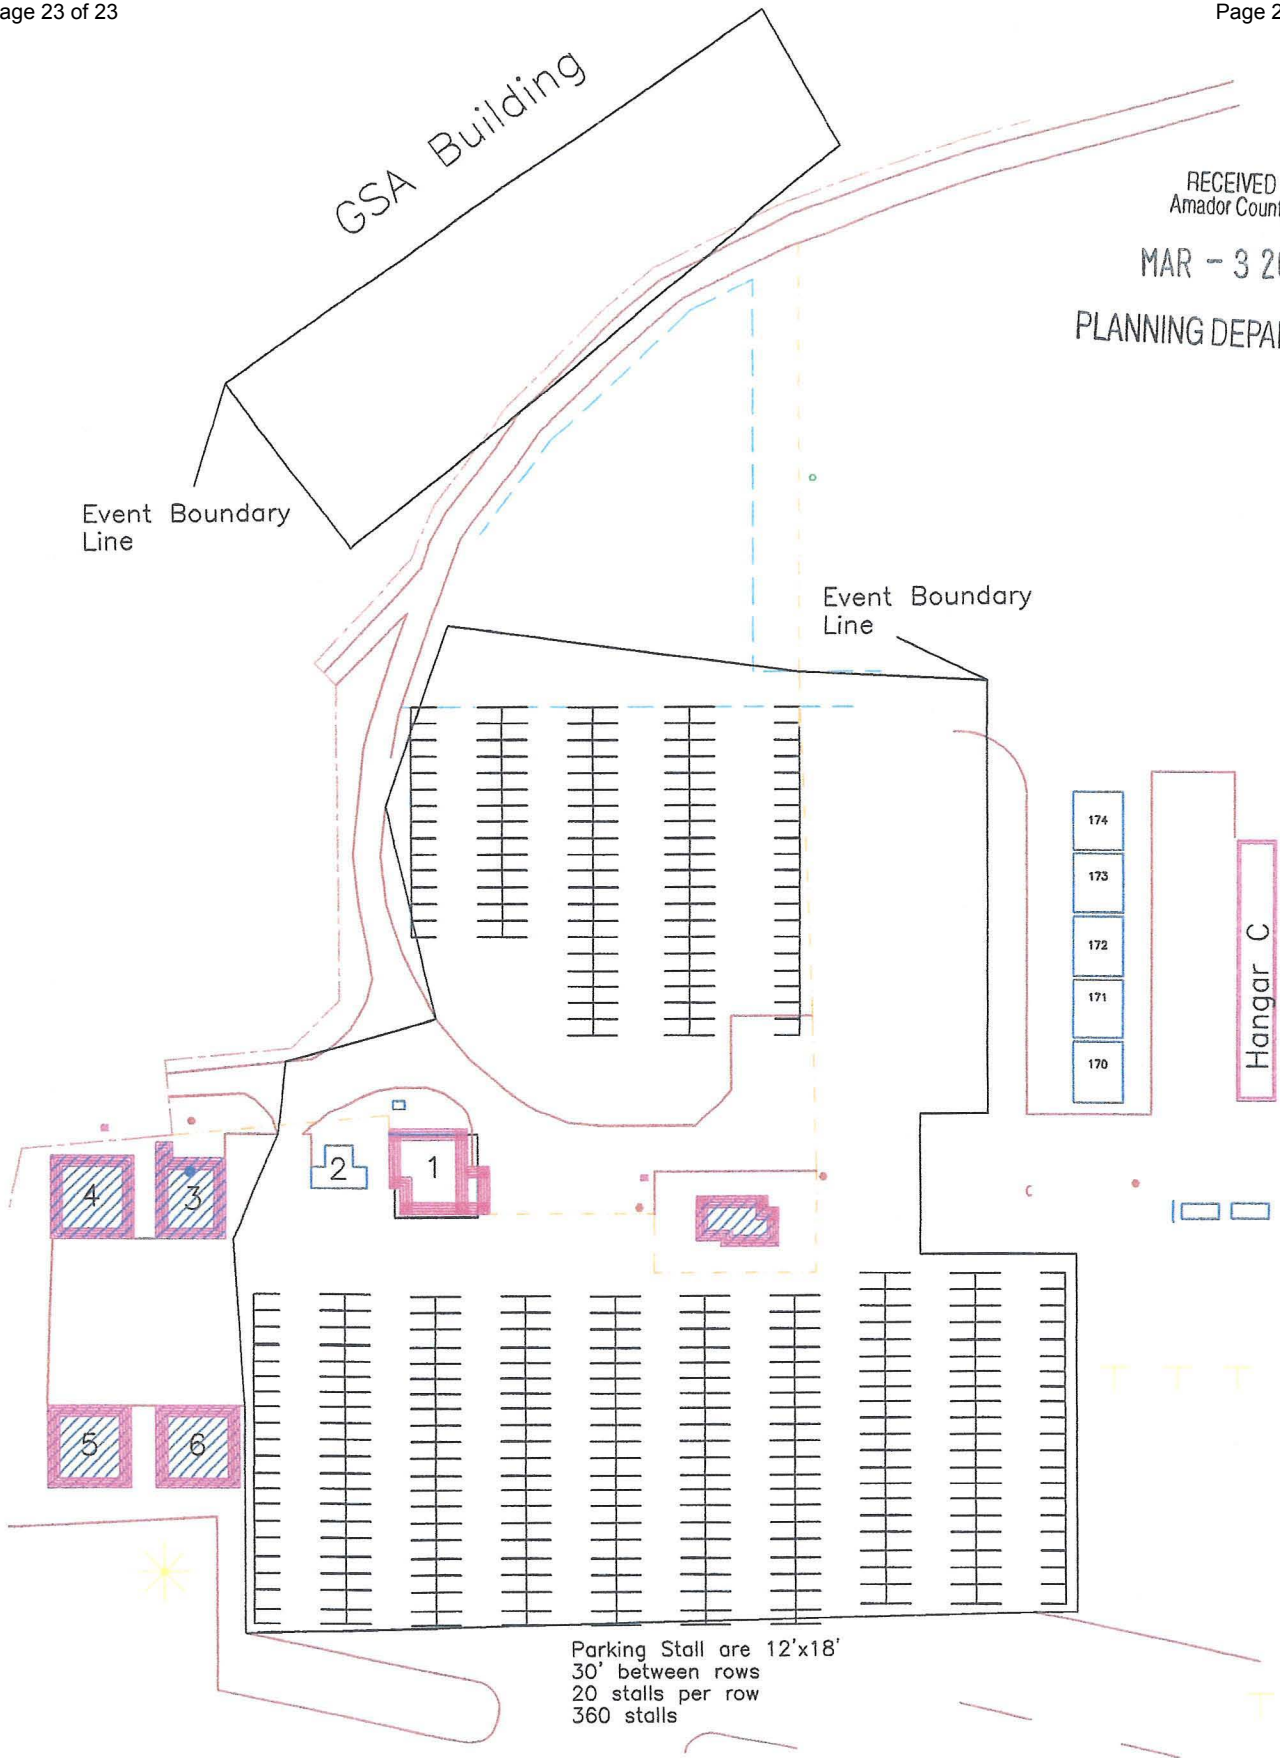 age 23 of 23
Page 2
GSA Building
RECEIVED
Amador Coun
MAR - 3 20
PLANNING DEPA
Event Boundary
Line
Event Boundary
Line
174
173
172
171
170
Hangar C
4
3
2
1
5
6
C
Parking Stall are 12'x18'
30' between rows
20 stalls per row
360 stalls